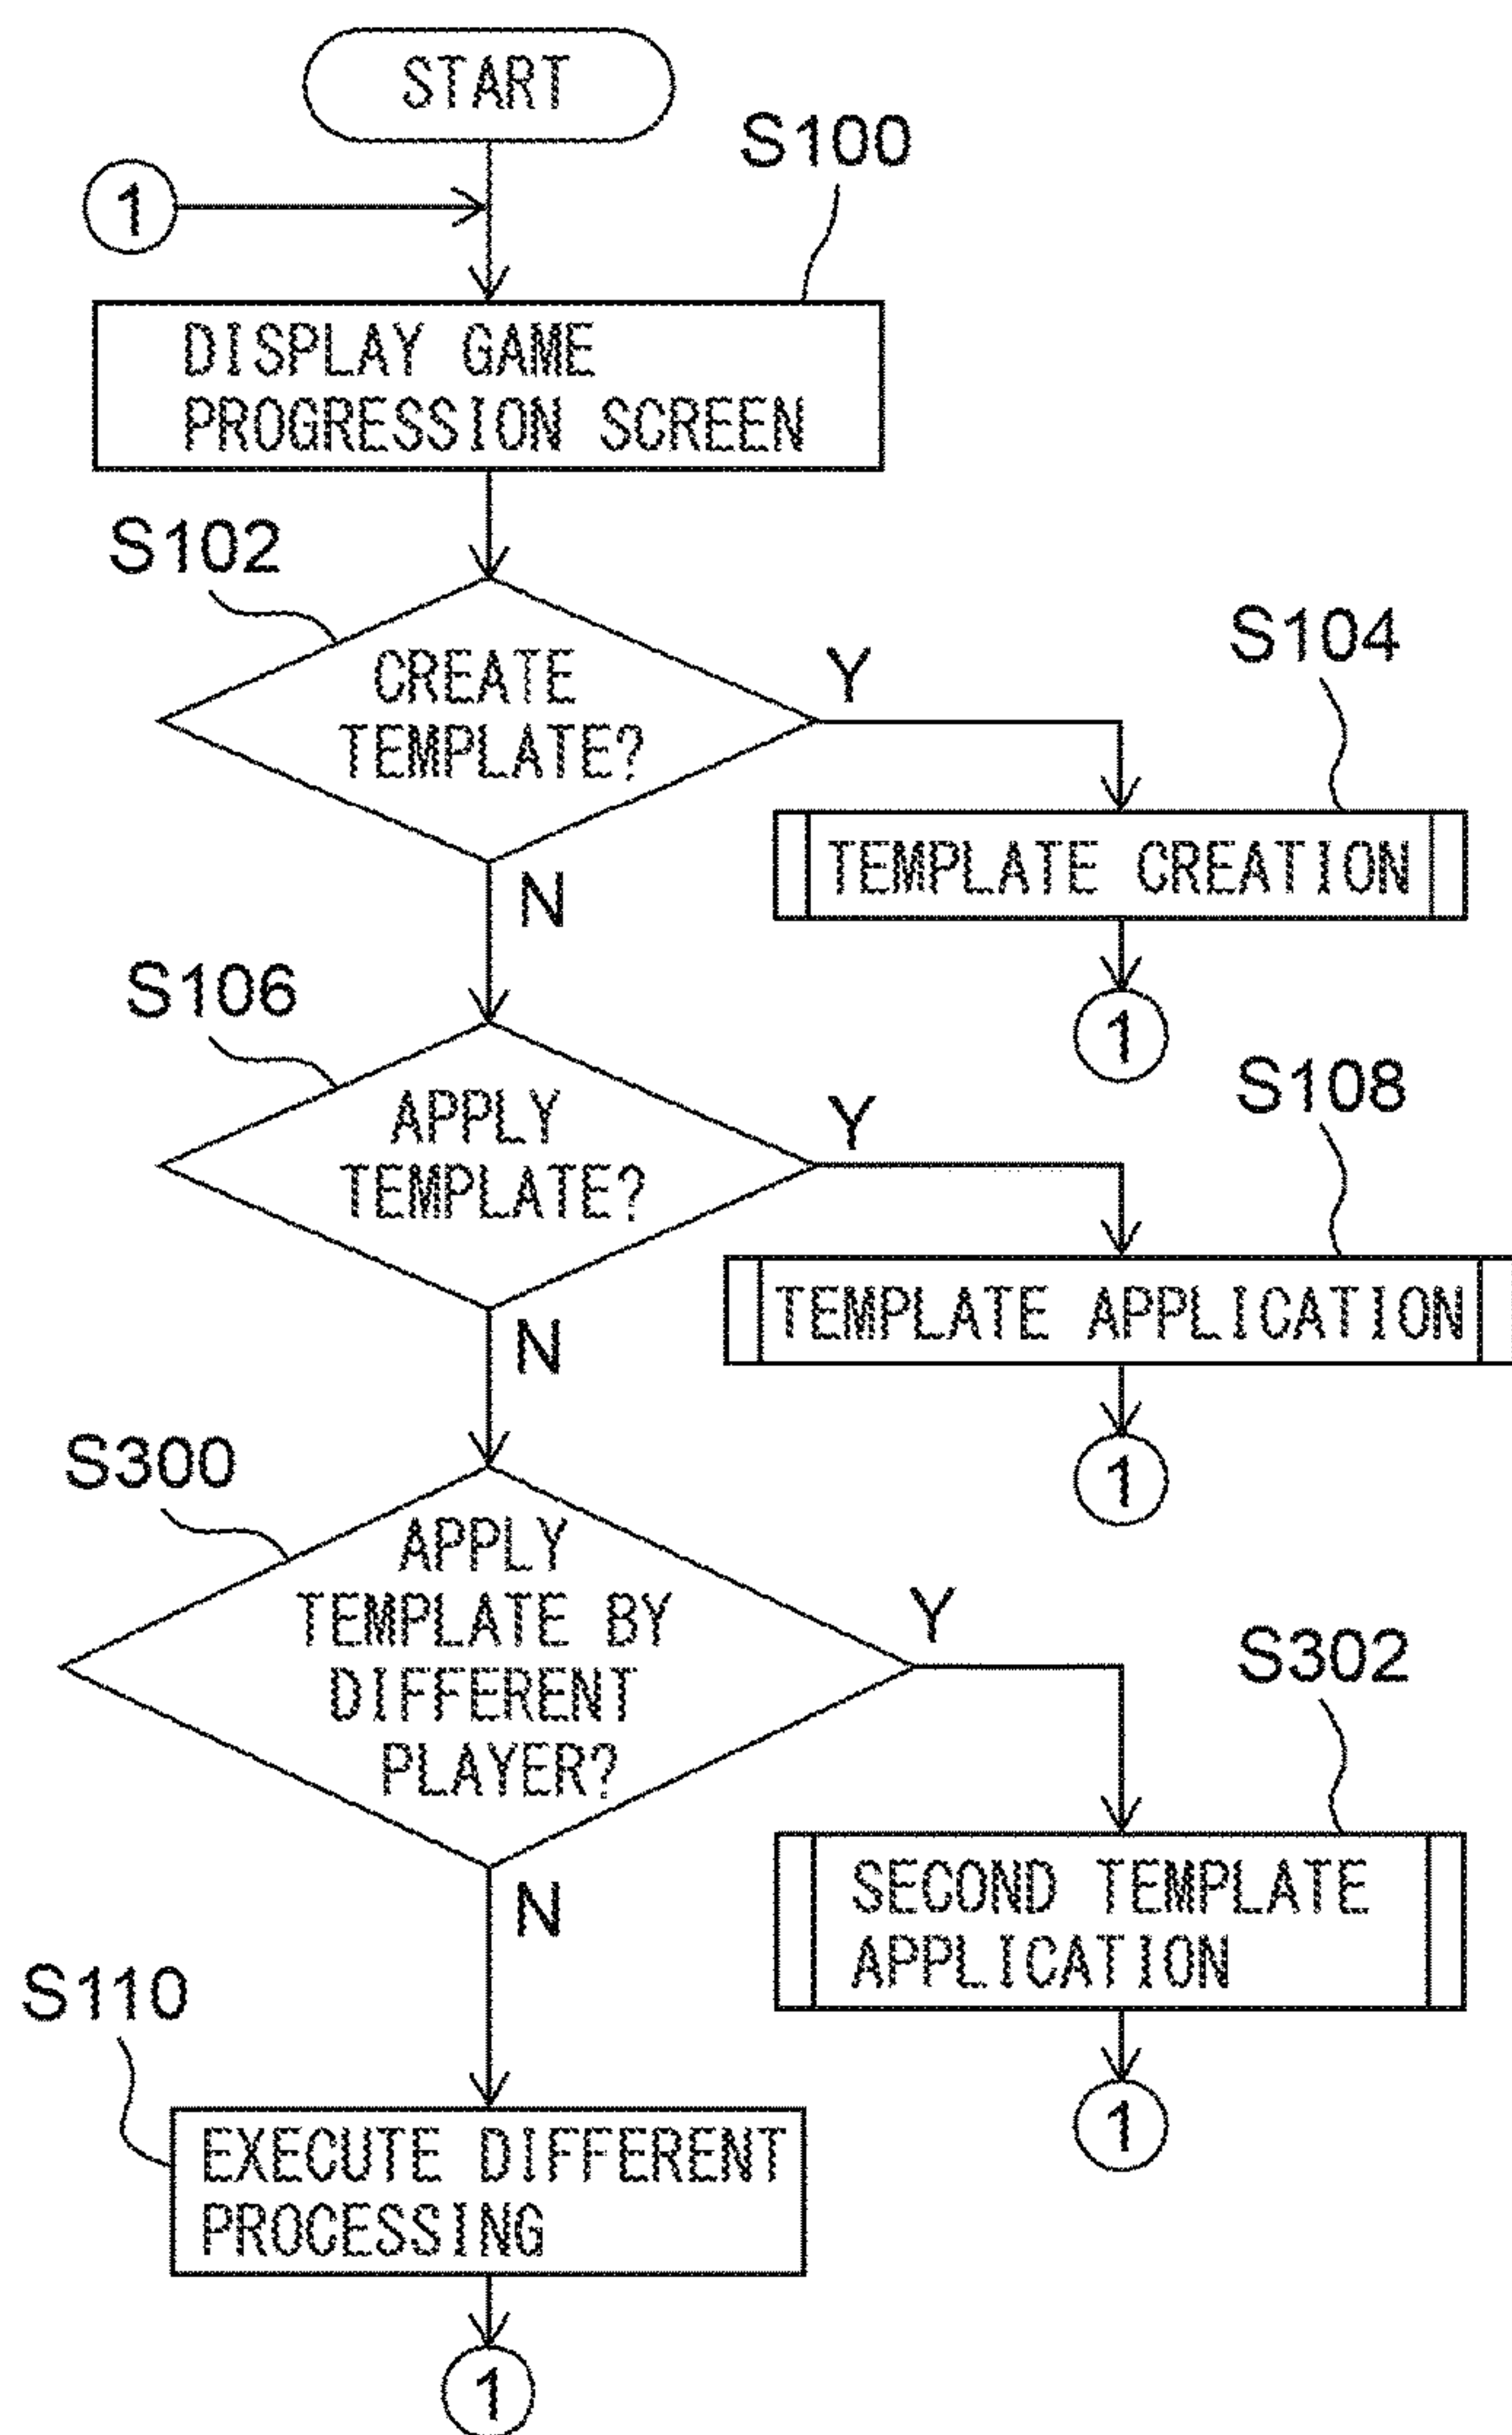 START
1
S100
DISPLAY GAME
PROGRESSION SCREEN
S102
CREATE
TEMPLATE?
Y
S104
TEMPLATE CREATION
1
N
S106
APPLY
TEMPLATE?
Y
S108
TEMPLATE APPLICATION
1
N
S300
APPLY
TEMPLATE BY
DIFFERENT
PLAYER?
Y
S302
SECOND TEMPLATE
APPLICATION
1
N
S110
EXECUTE DIFFERENT
PROCESSING
1